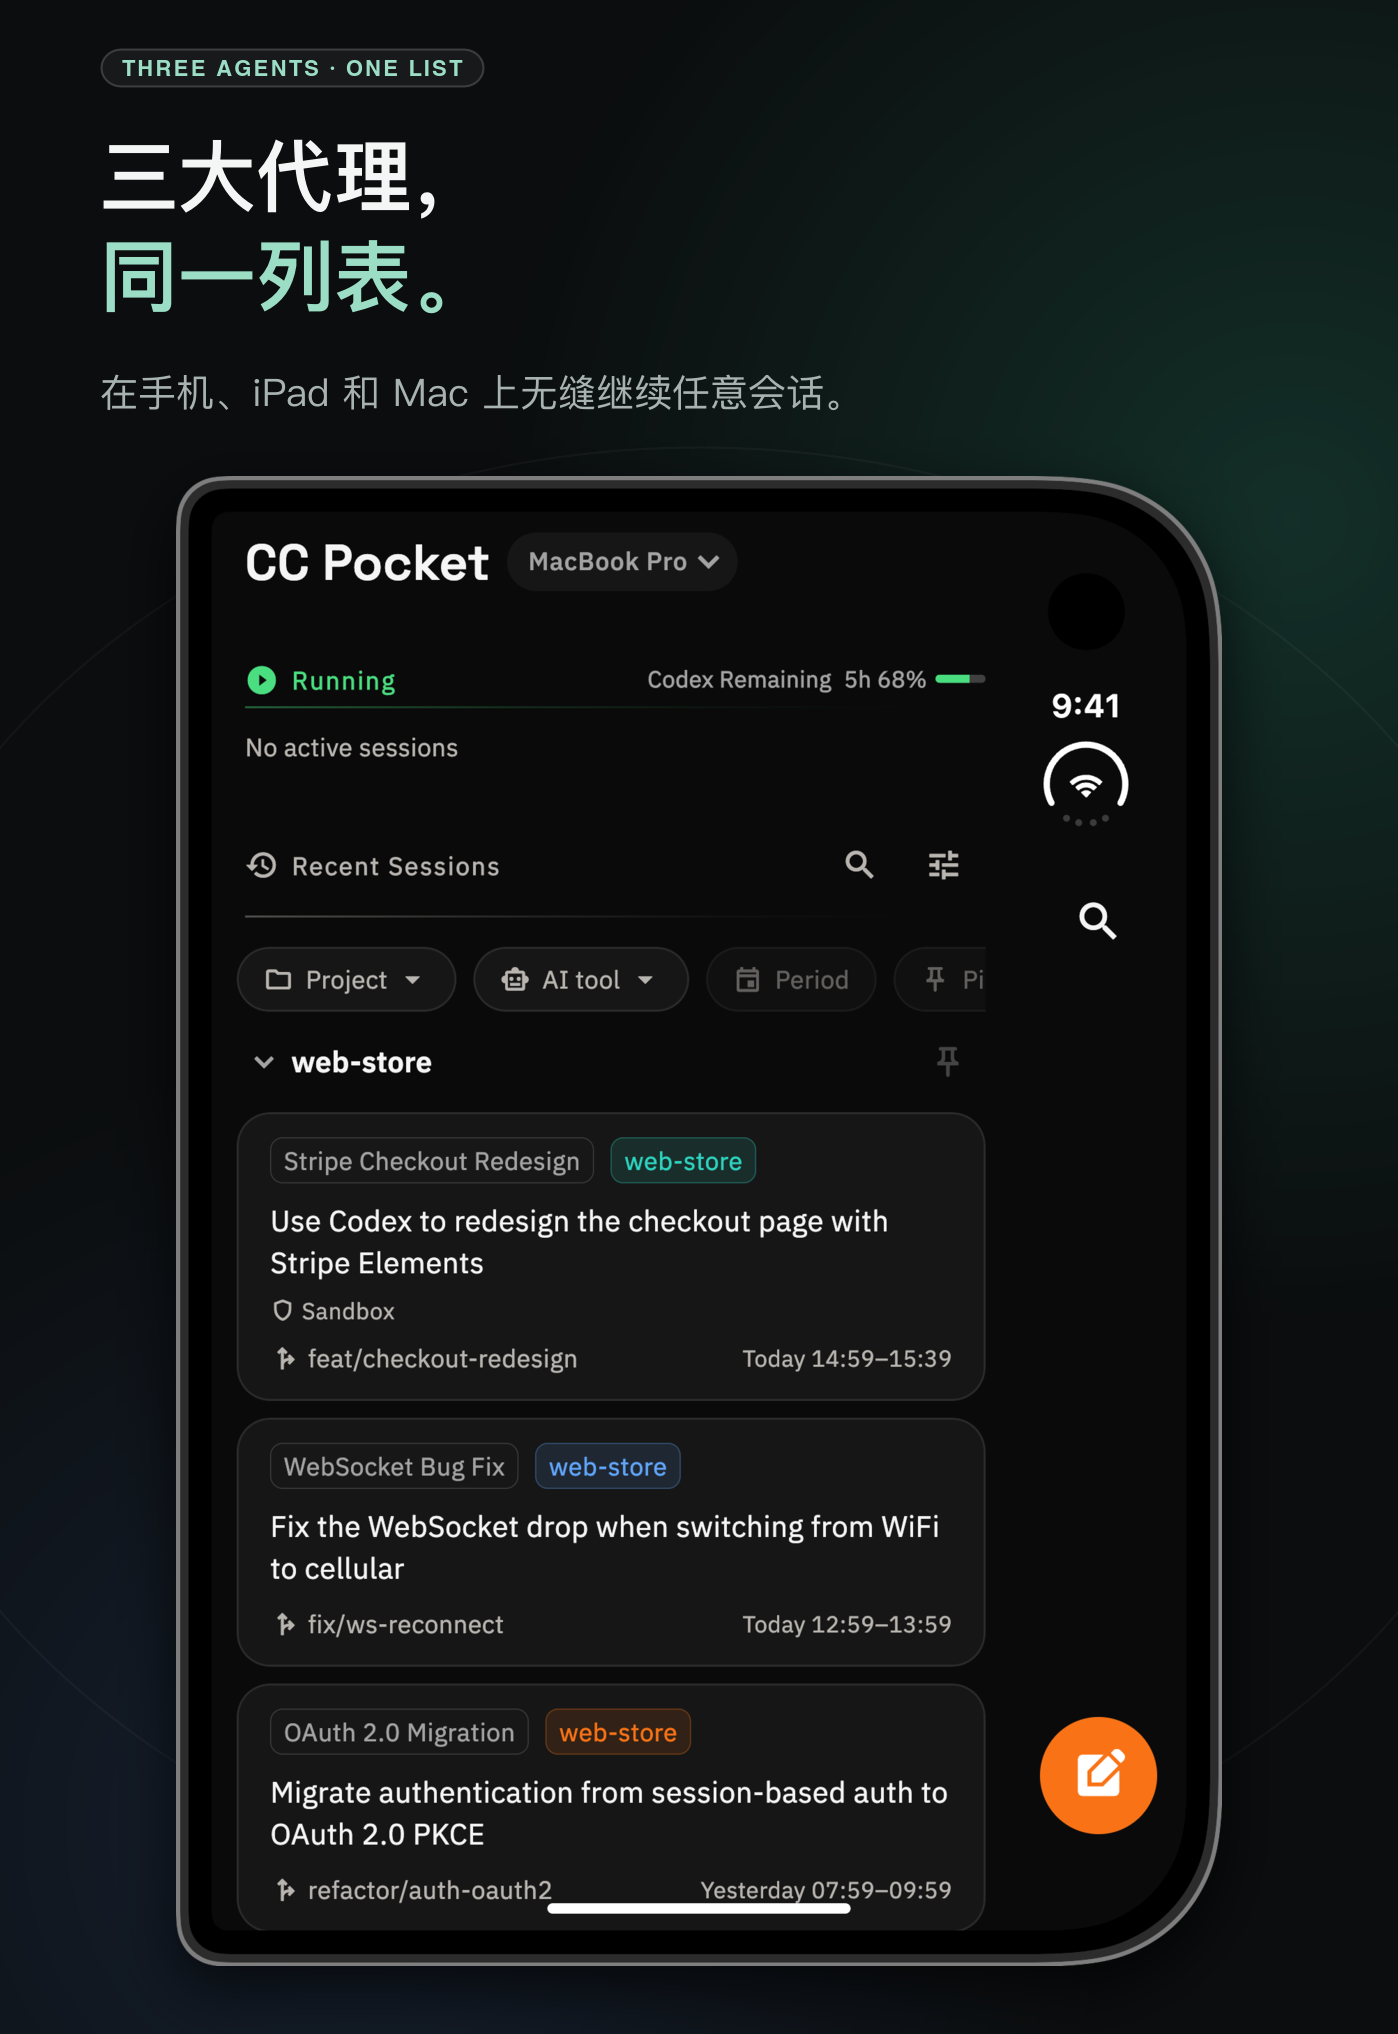 THREE AGENTS · ONE LIST
三大代理，
同一列表。
在手机、iPad 和 Mac 上无缝继续任意会话。
CC Pocket
MacBook Pro
9:41
Running
Codex Remaining 5h 68%
No active sessions
Recent Sessions
Project
AI tool
Period
Pi
web-store
Stripe Checkout Redesign
web-store
Use Codex to redesign the checkout page with
Stripe Elements
Sandbox
feat/checkout-redesign
Today 14:59–15:39
WebSocket Bug Fix
web-store
Fix the WebSocket drop when switching from WiFi
to cellular
fix/ws-reconnect
Today 12:59–13:59
OAuth 2.0 Migration
web-store
Migrate authentication from session-based auth to
OAuth 2.0 PKCE
refactor/auth-oauth2
Yesterday 07:59–09:59